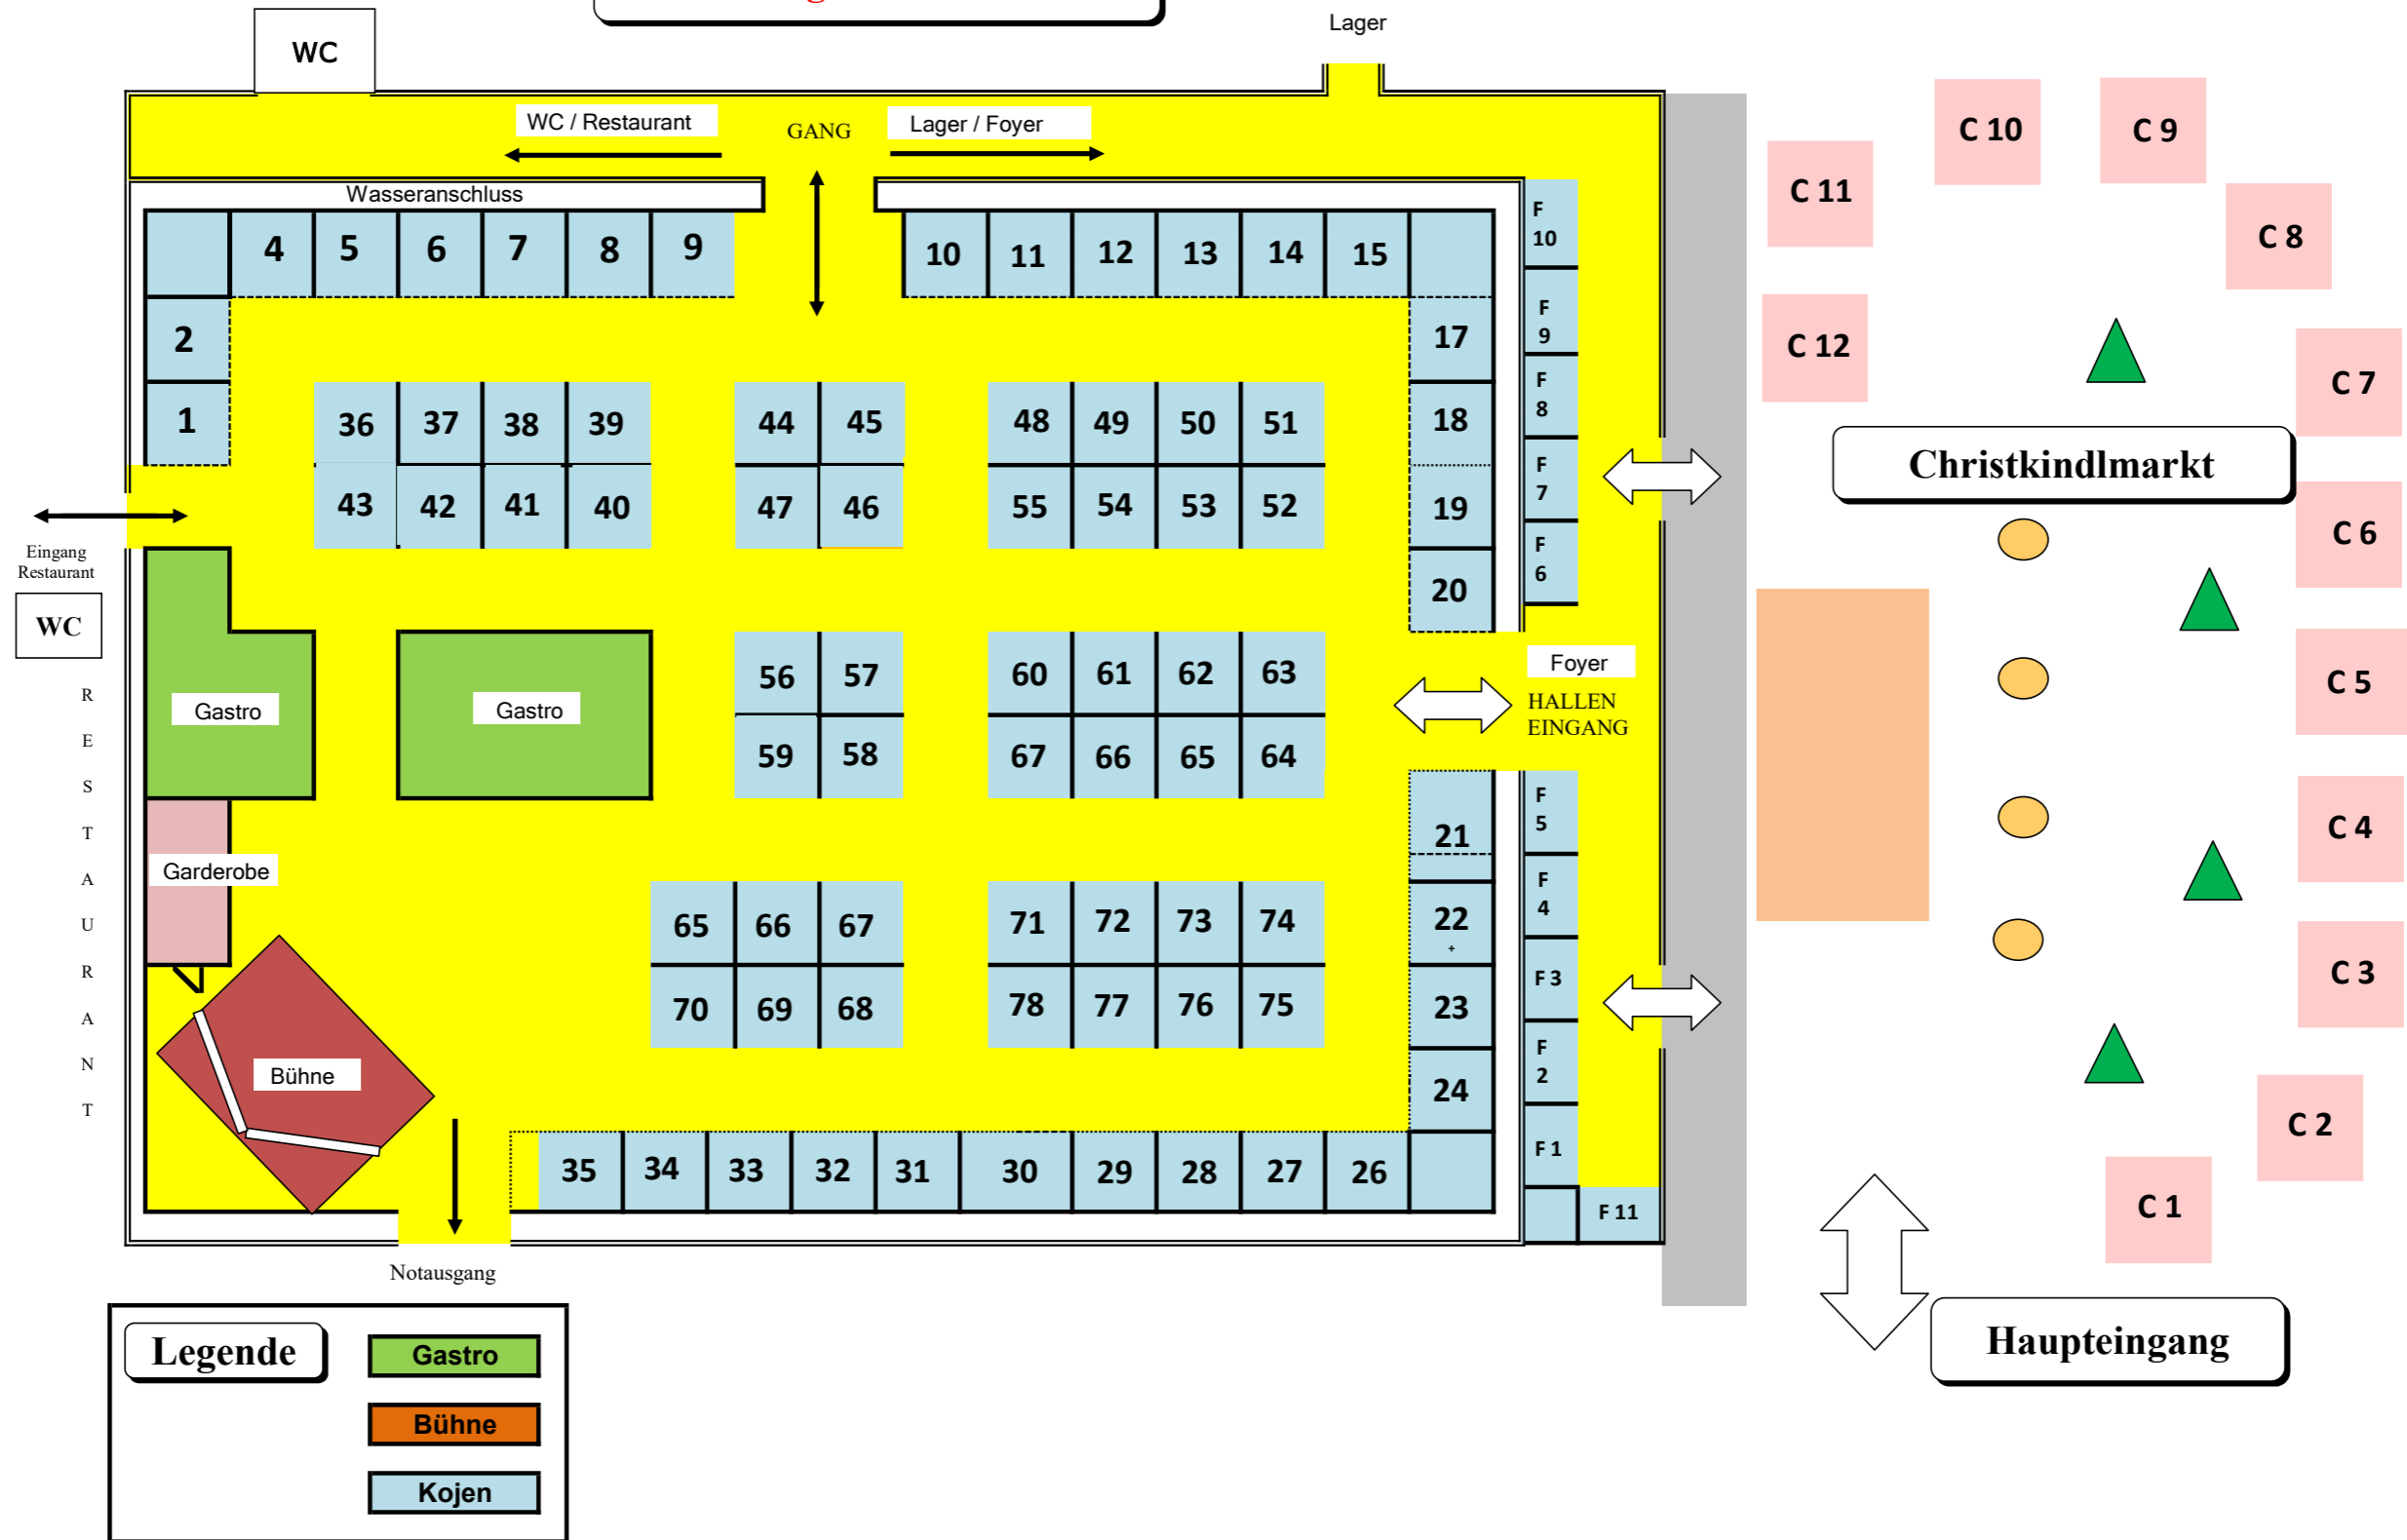 Lager
WC
WC / Restaurant
GANG
Lager / Foyer
Wasseranschluss
4 5 6 7 8 9
10 11 12 13 14 15
2
1
17
18
19
20
36 37 38 39
43 42 41 40
44 45
47 46
48 49 50 51
55 54 53 52
Eingang
Restaurant
WC
R
E
S
T
A
U
R
A
N
T
Gastro
Gastro
56 57
59 58
60 61 62 63
67 66 65 64
Foyer
HALLEN
EINGANG
Garderobe
Bühne
65 66 67
70 69 68
71 72 73 74
78 77 76 75
21
22
+
23
24
35 34 33 32 31 30 29 28 27 26
Notausgang
F
10
F
9
F
8
F
7
F
6
F
5
F
4
F 3
F
2
F 1
F 11
C 10
C 9
C 11
C 8
C 12
C 7
Christkindlmarkt
C 6
C 5
C 4
C 3
C 2
C 1
Haupteingang
Legende
Gastro
Bühne
Kojen